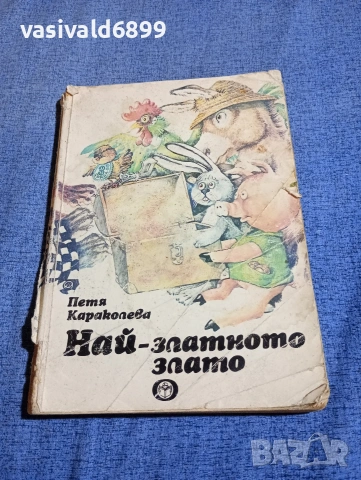 vasivald6899
Петя
Караколева
Най-златното
злато
BAZAR